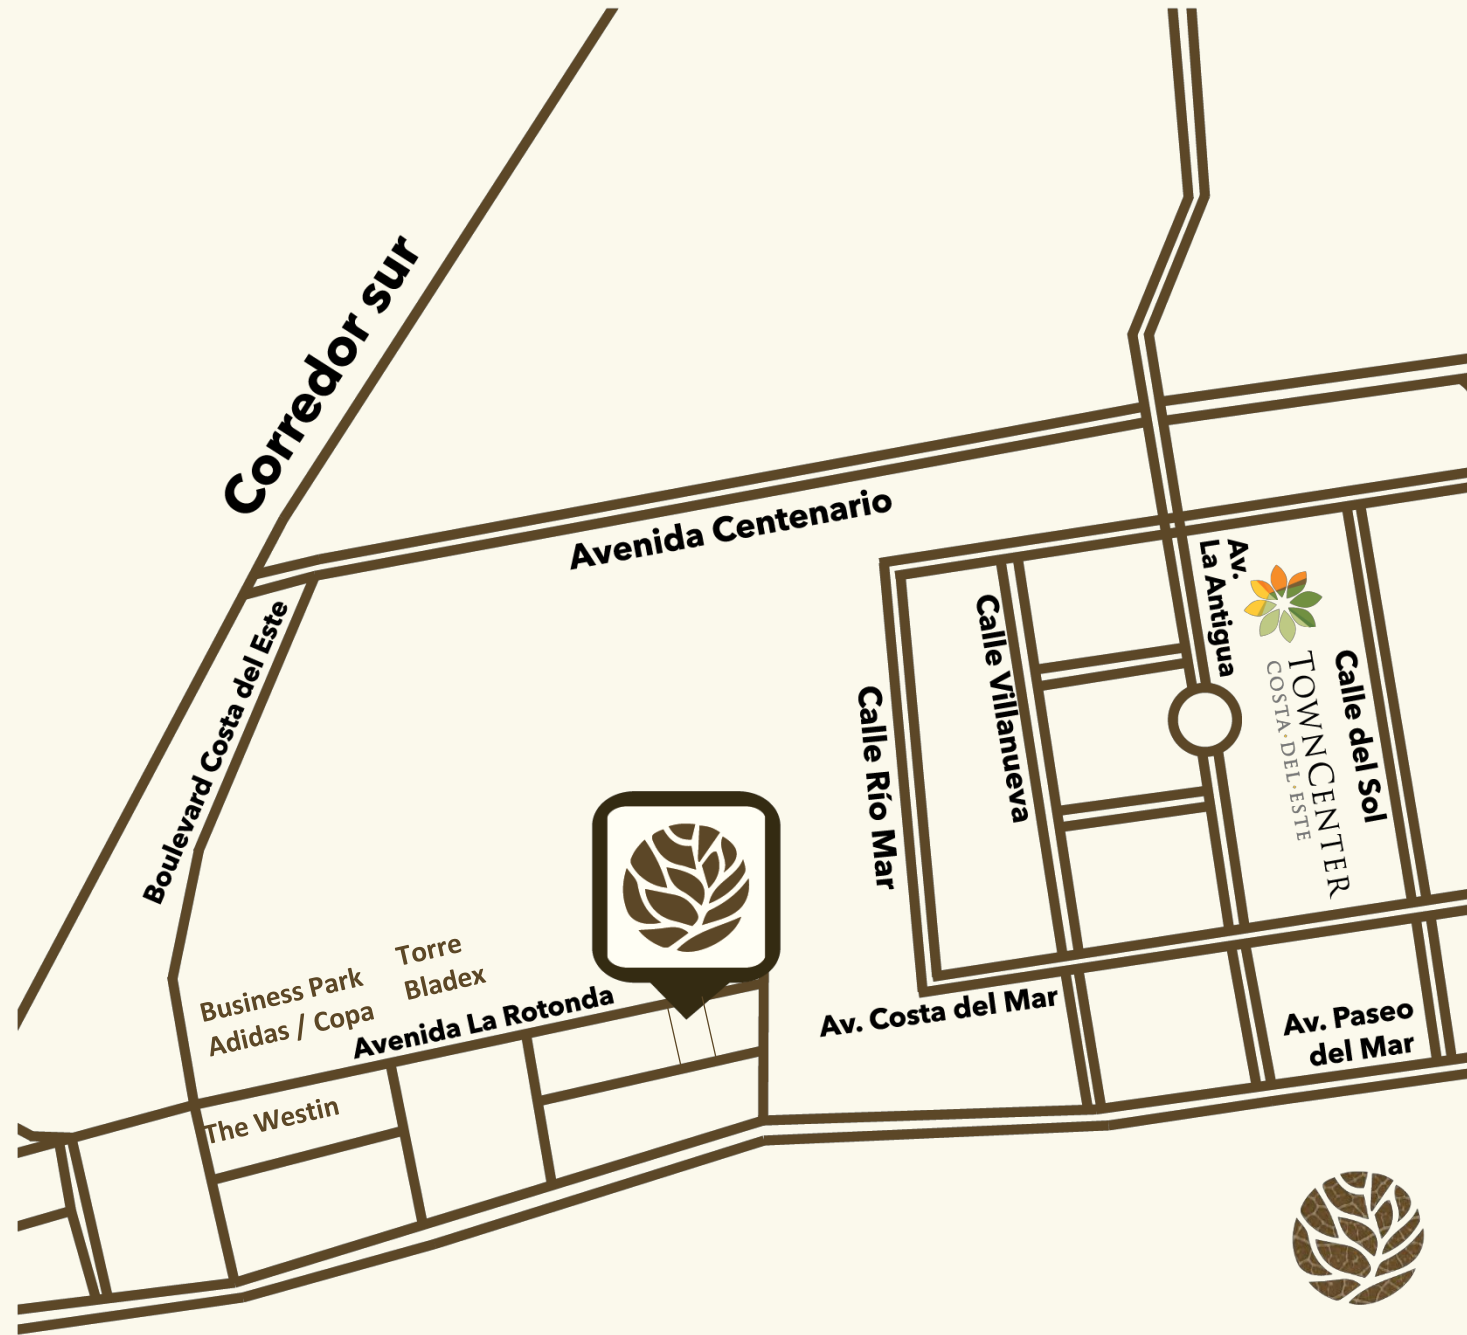 Corredor sur
Avenida Centenario
Boulevard Costa del Este
Av.
La Antigua
TOWNCENTER
COSTA·DEL·ESTE
Calle del Sol
Calle Villanueva
Calle Río Mar
Torre
Bladex
Business Park
Adidas / Copa
Avenida La Rotonda
Av. Costa del Mar
Av. Paseo
del Mar
The Westin